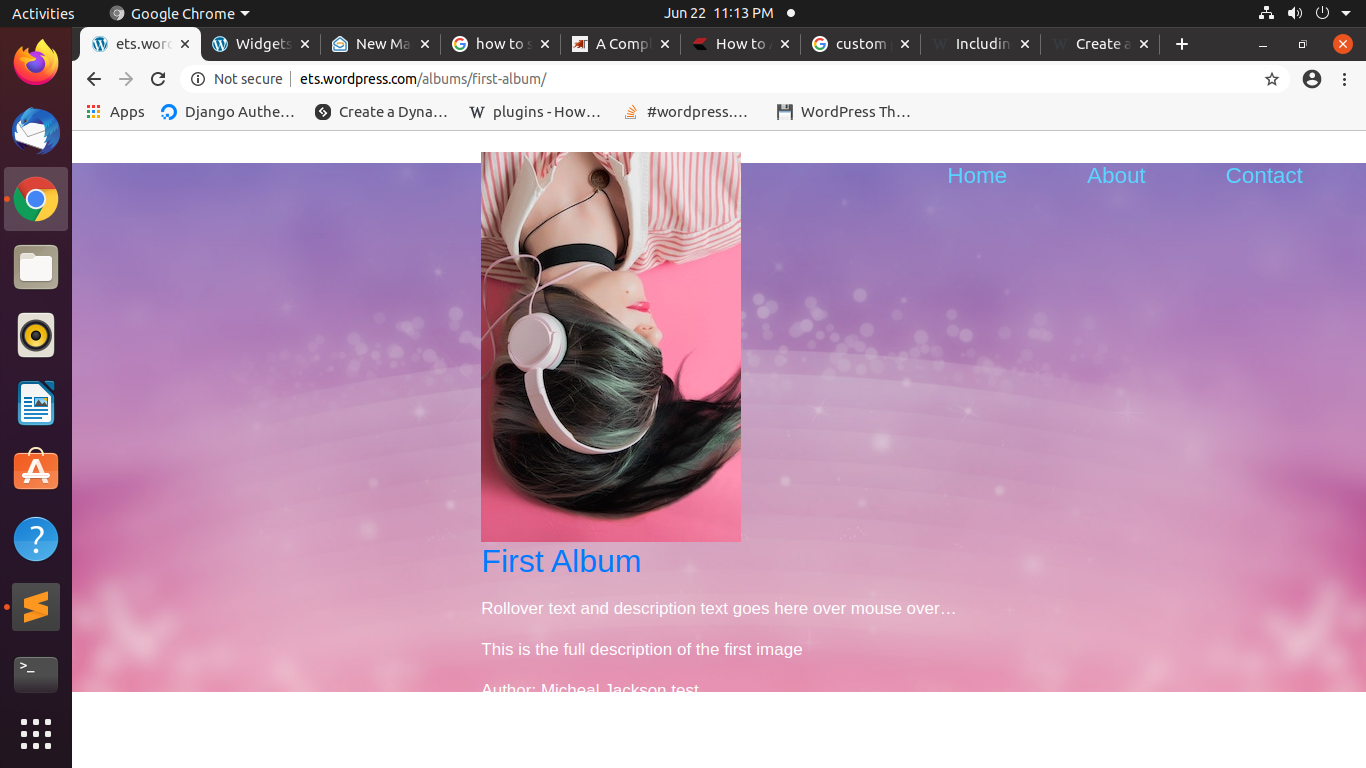 Activities
Google Chrome
Jun 22 11:13 PM
ets.word
Widgets
New Ma
how to s
A Compl
How to A
custom
Includin
Create a
Not secure
ets.wordpress.com/albums/first-album/
Apps
Django Authe…
Create a Dyna…
plugins - How…
#wordpress.…
WordPress Th…
Home
About
Contact
First Album
Rollover text and description text goes here over mouse over…
This is the full description of the first image
Author: Micheal Jackson test